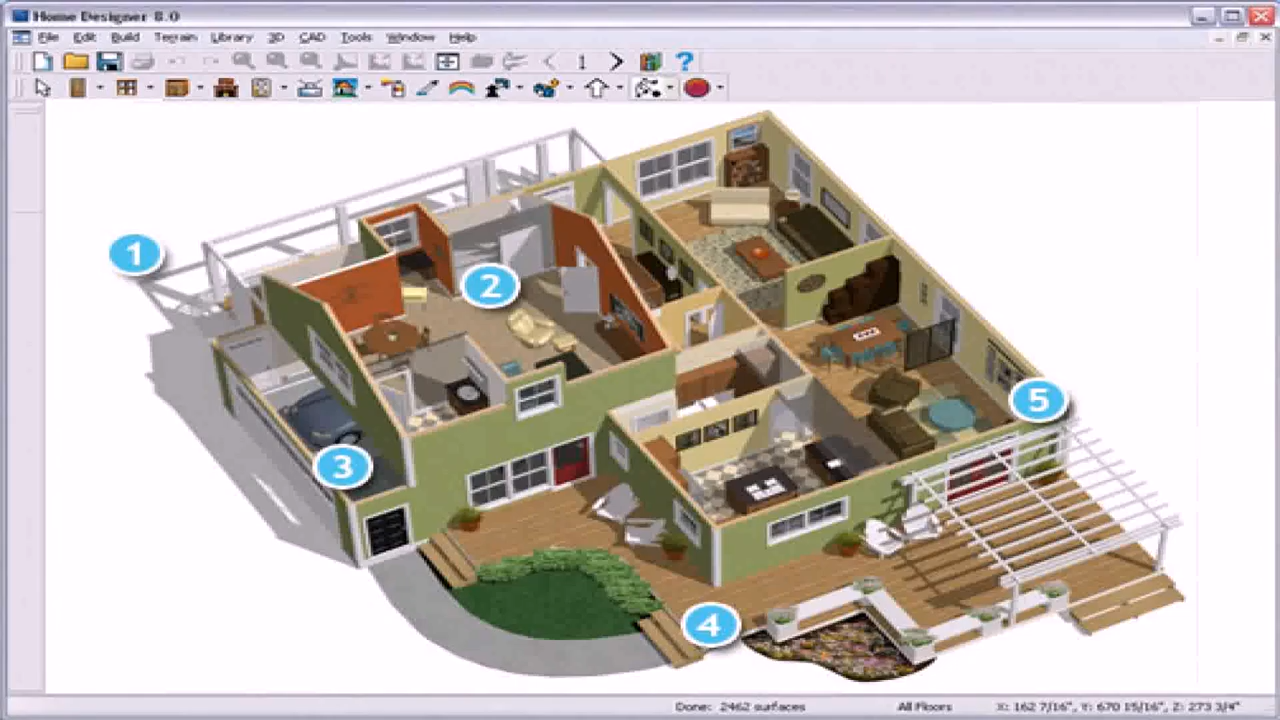 Home Designer 8.0
File Edit Build Terrain Library 3D CAD Tools Window Help
1
1
2
3
4
5
Done: 2462 surfaces All Floors X: 162 7/16", Y: 670 15/16", Z: 273 3/4"